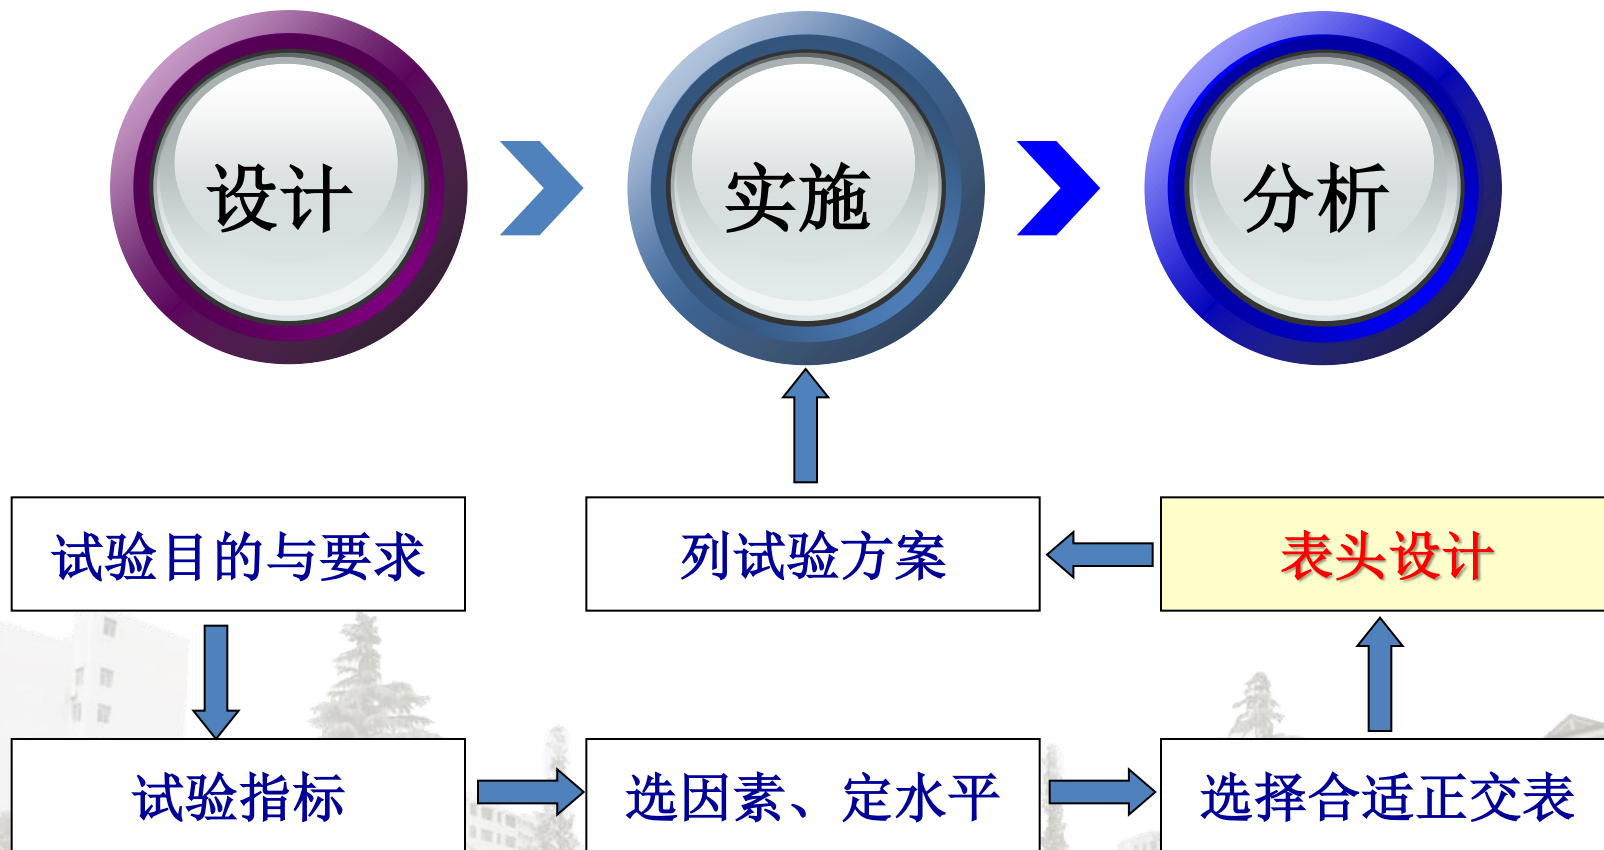 设计
实施
分析
试验目的与要求
列试验方案
表头设计
试验指标
选因素、定水平
选择合适正交表